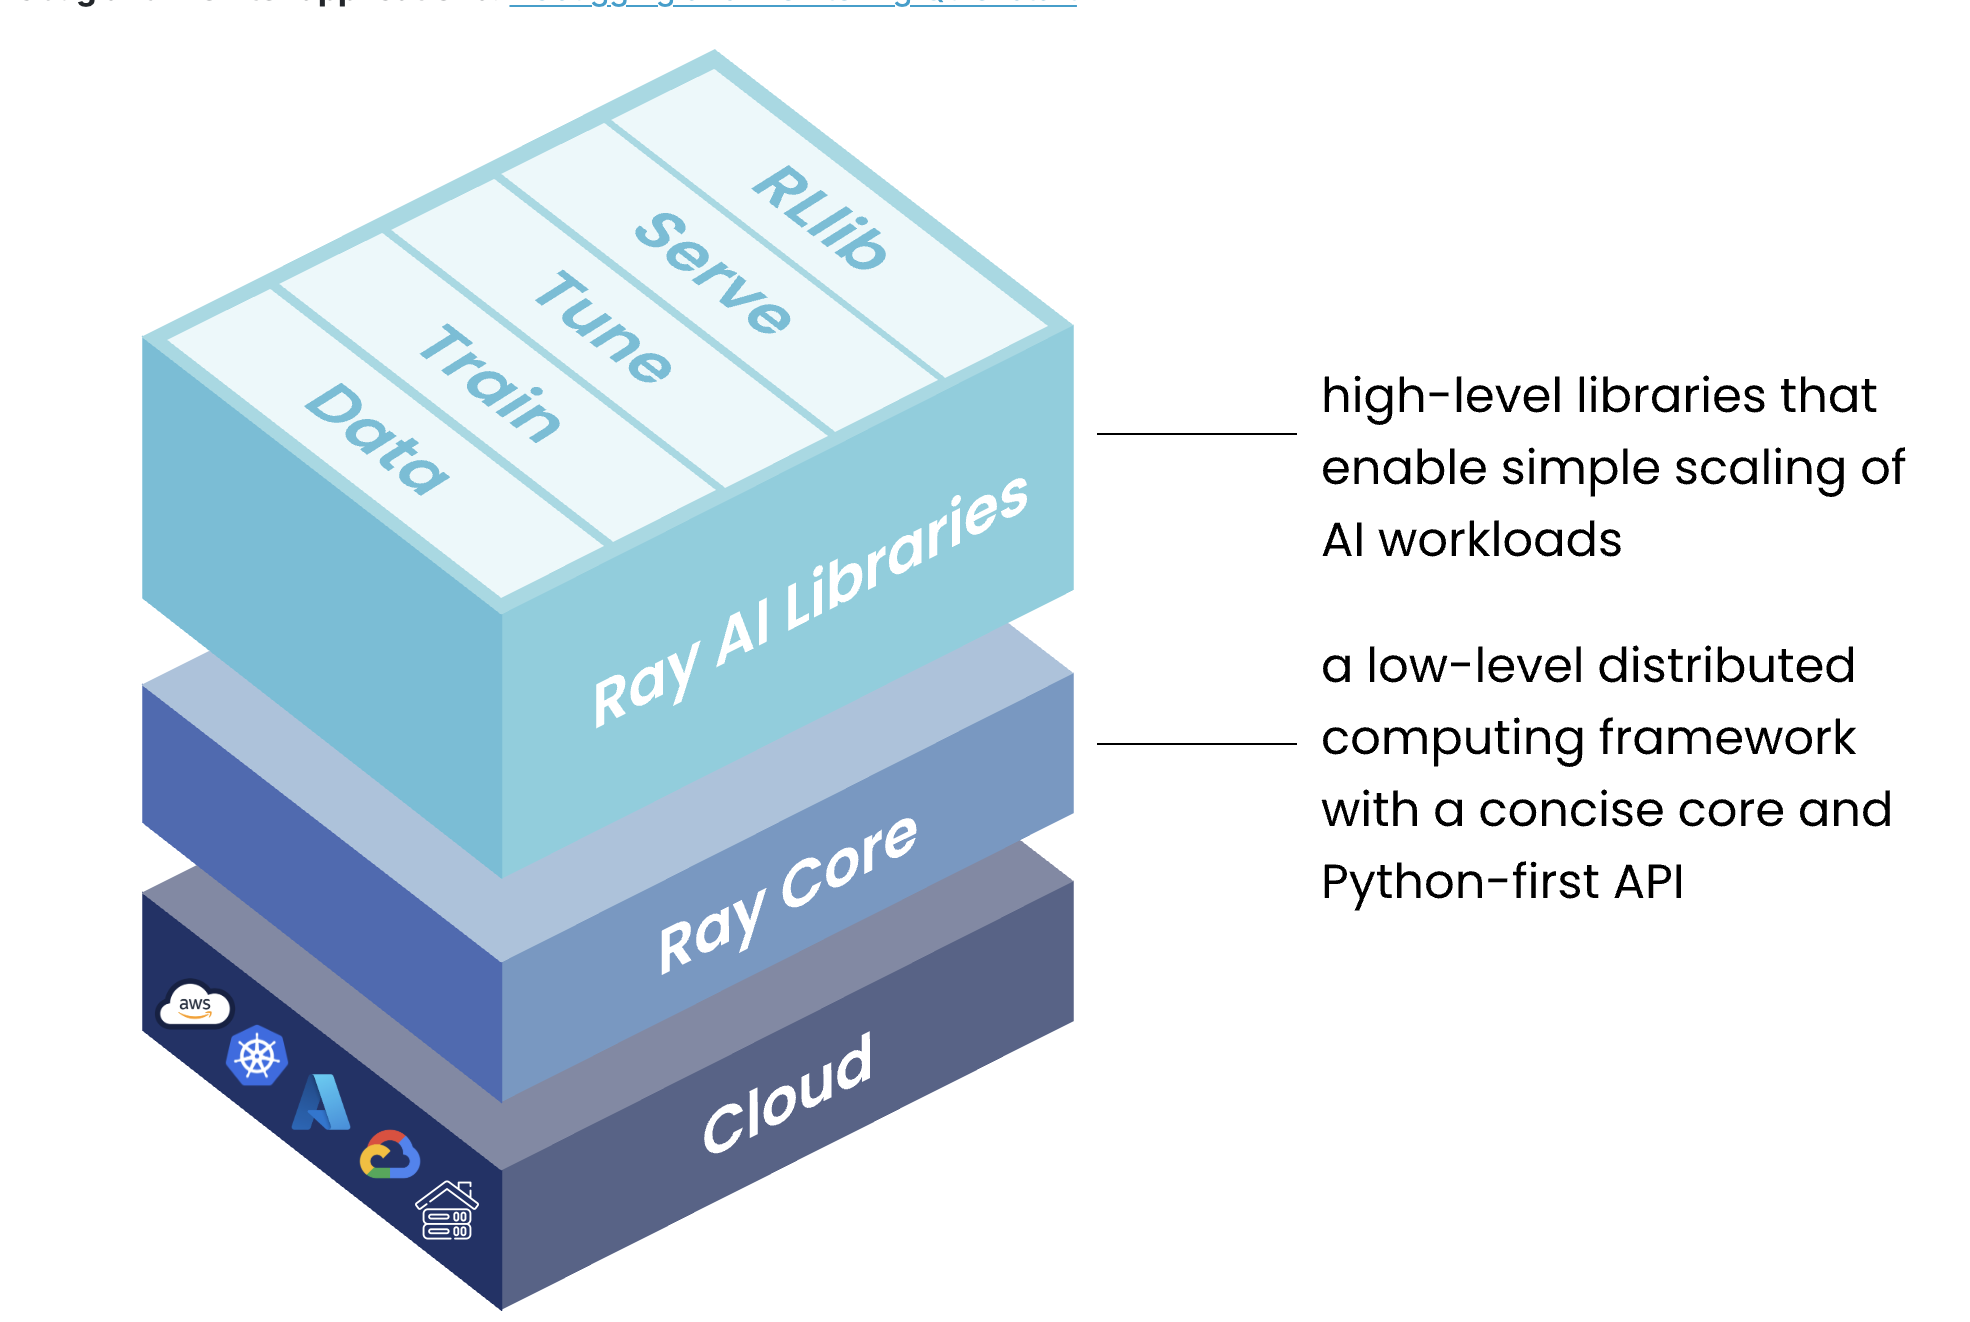 RLlib
Serve
Tune
Train
Data
Ray AI Libraries
high-level libraries that
enable simple scaling of
AI workloads
Ray Core
a low-level distributed
computing framework
with a concise core and
Python-first API
Cloud
aws